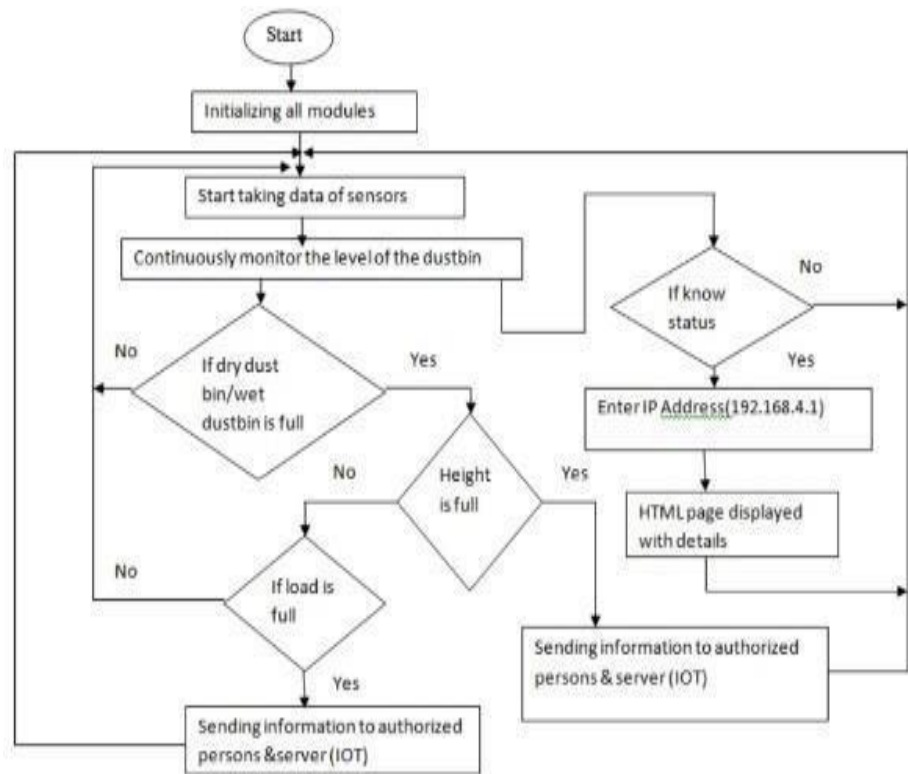 Start
Initializing all modules
Start taking data of sensors
Continuously monitor the level of the dustbin
No
If know
status
No
If dry dust
bin/wet
dustbin is full
Yes
Yes
Enter IP Address(192.168.4.1)
No
Height
is full
Yes
HTML page displayed
with details
No
If load is
full
Sending information to authorized
persons & server (IOT)
Yes
Sending information to authorized
persons &server (IOT)